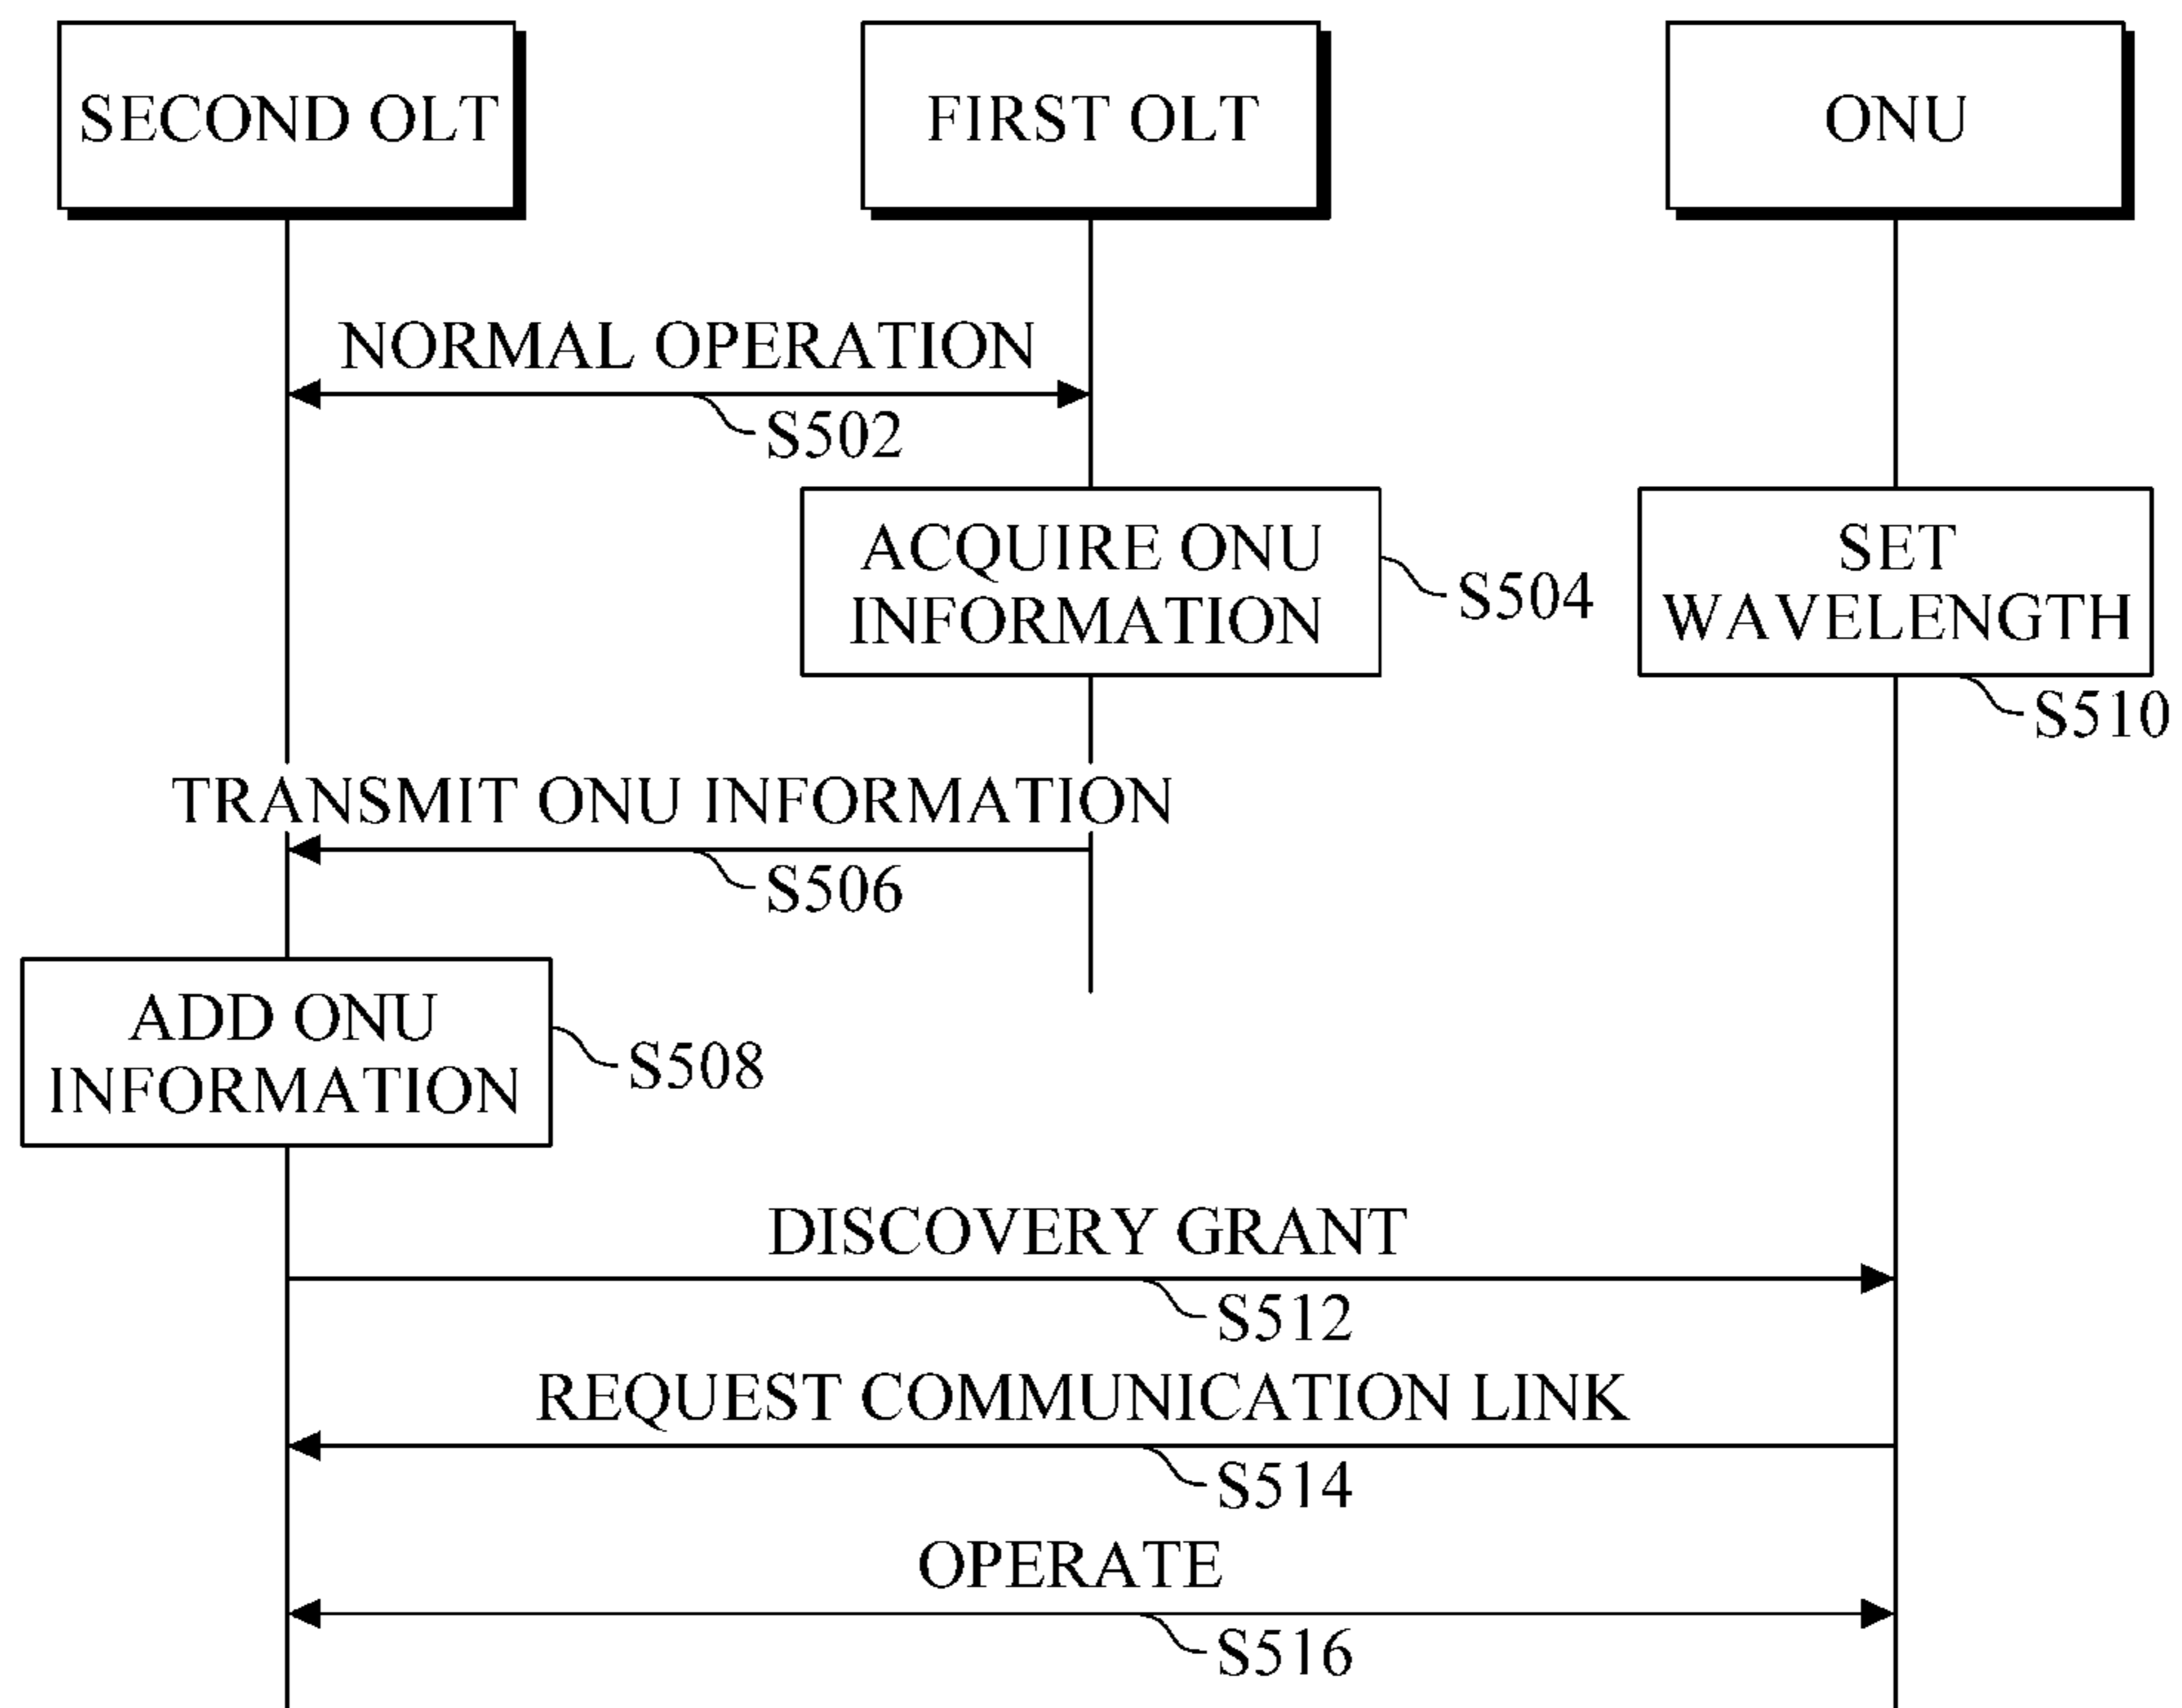 SECOND OLT
FIRST OLT
ONU
NORMAL OPERATION
S502
ACQUIRE ONU
INFORMATION
S504
SET
WAVELENGTH
S510
TRANSMIT ONU INFORMATION
S506
ADD ONU
INFORMATION
S508
DISCOVERY GRANT
S512
REQUEST COMMUNICATION LINK
S514
OPERATE
S516